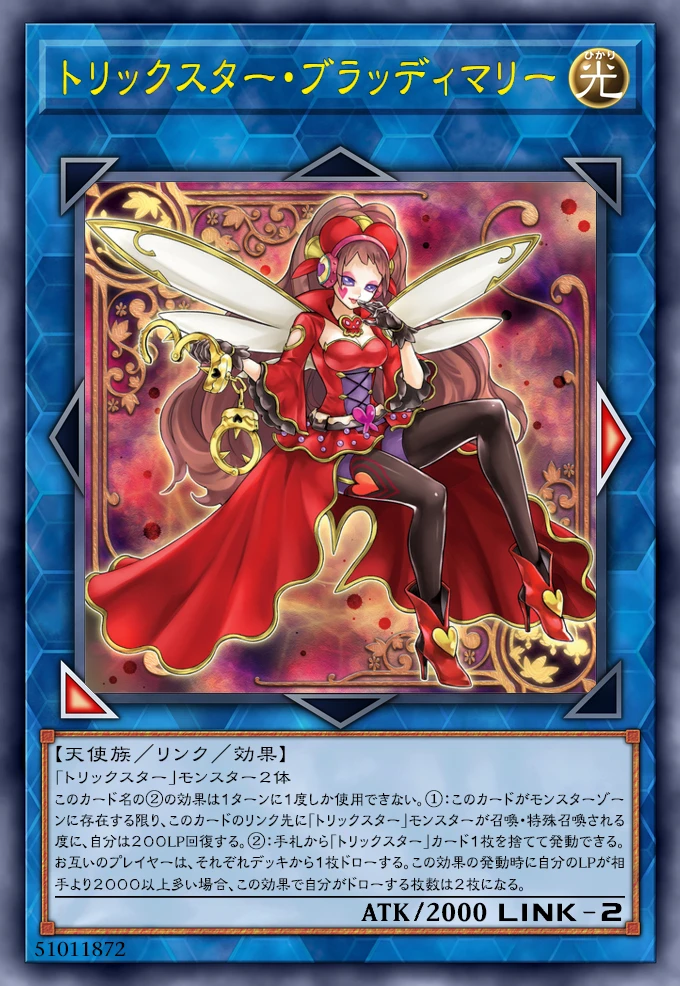 トリックスター・ブラッディマリー
ひかり
光
【天使族／リンク／効果】
「トリックスター」モンスター２体
このカード名の②の効果は１ターンに１度しか使用できない。①：このカードがモンスターゾー
ンに存在する限り、このカードのリンク先に「トリックスター」モンスターが召喚・特殊召喚される
度に、自分は２００LP回復する。②：手札から「トリックスター」カード１枚を捨てて発動できる。
お互いのプレイヤーは、それぞれデッキから１枚ドローする。この効果の発動時に自分のLPが相
手より２０００以上多い場合、この効果で自分がドローする枚数は２枚になる。
ATK/2000 LINK-2
51011872